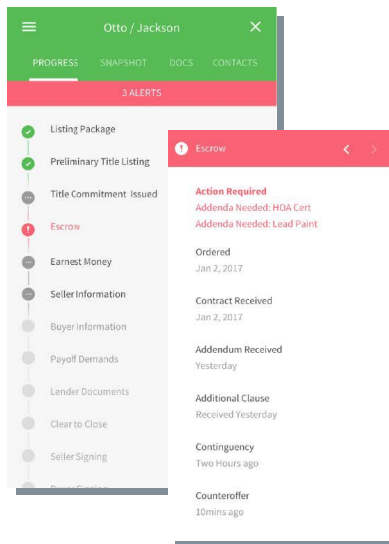 Otto / Jackson
PROGRESS SNAPSHOT DOCS CONTACTS
3 ALERTS
Listing Package
Preliminary Title Listing
Title Commitment Issued
Escrow
Earnest Money
Seller Information
Buyer Information
Payoff Demands
Lender Documents
Clear to Close
Seller Signing
Escrow
Action Required
Addenda Needed: HOA Cert
Addenda Needed: Lead Paint
Ordered
Jan 2, 2017
Contract Received
Jan 2, 2017
Addendum Received
Yesterday
Additional Clause
Received Yesterday
Contingency
Two Hours ago
Counteroffer
10mins ago